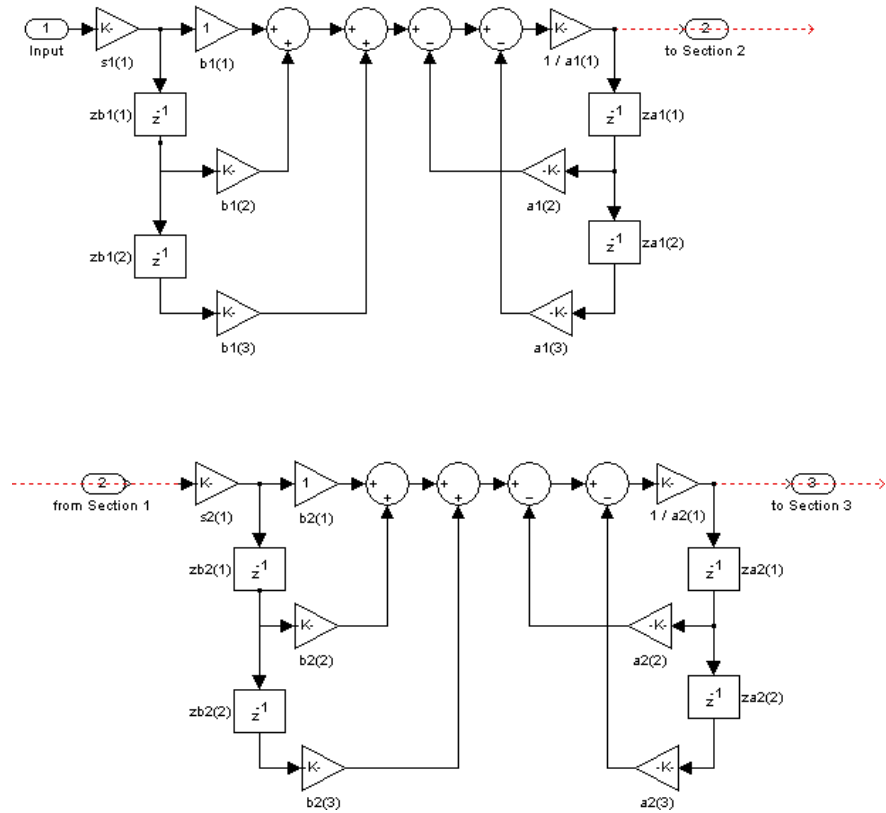 1 K- 1 + + + + + - + - K- 2
Input s1(1) b1(1) 1 / a1(1) to Section 2
zb1(1) z-1 z-1 za1(1)
-K- -K-
b1(2) a1(2)
zb1(2) z-1 z-1 za1(2)
-K- -K-
b1(3) a1(3)
2 K- 1 + + + + + - + - K- 3
from Section 1 s2(1) b2(1) 1 / a2(1) to Section 3
zb2(1) z-1 z-1 za2(1)
K- -K-
b2(2) a2(2)
zb2(2) z-1 z-1 za2(2)
K- -K-
b2(3) a2(3)